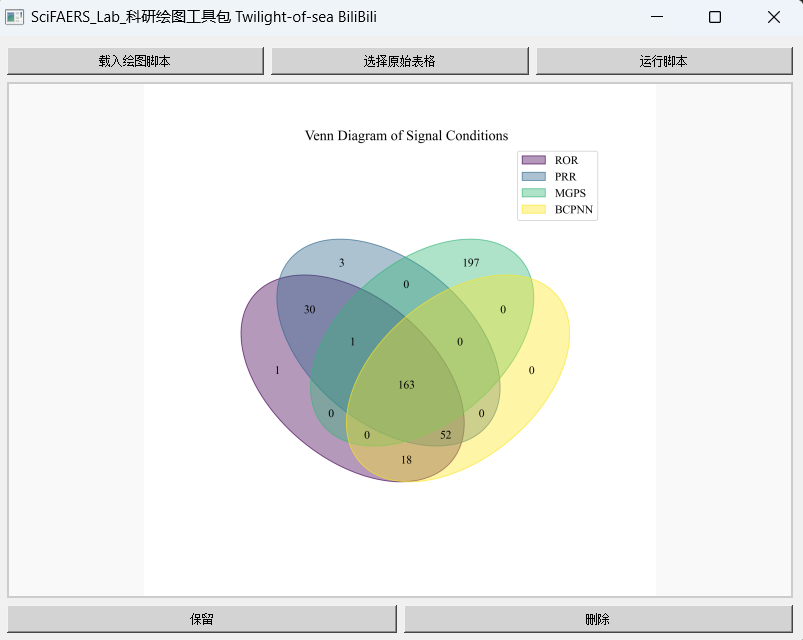 SciFAERS_Lab_科研绘图工具包 Twilight-of-sea BiliBili
载入绘图脚本 选择原始表格 运行脚本
Venn Diagram of Signal Conditions
ROR
PRR
MGPS
BCPNN
3 197
0
30 0
1 0
1 0
163
0 0
0 52
18
保留 删除